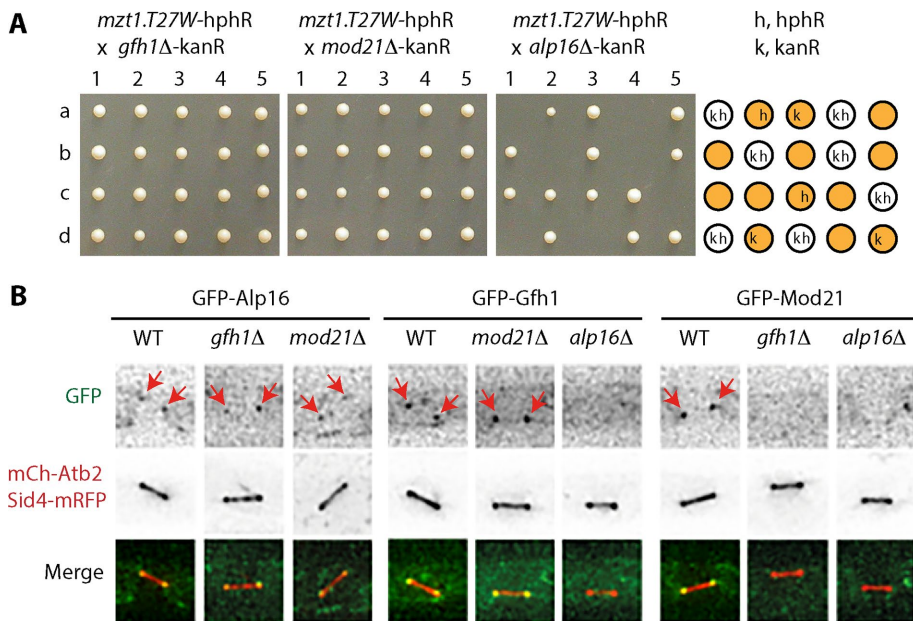 A
mzt1.T27W-hphR
x gfh1Δ-kanR
mzt1.T27W-hphR
x mod21Δ-kanR
mzt1.T27W-hphR
x alp16Δ-kanR
h, hphR
k, kanR
1 2 3 4 5 1 2 3 4 5 1 2 3 4 5
a
kh h k kh
b
kh kh
c
h kh
d
kh k kh k
B
GFP-Alp16 GFP-Gfh1 GFP-Mod21
WT gfh1Δ mod21Δ WT mod21Δ alp16Δ WT gfh1Δ alp16Δ
GFP
mCh-Atb2
Sid4-mRFP
Merge